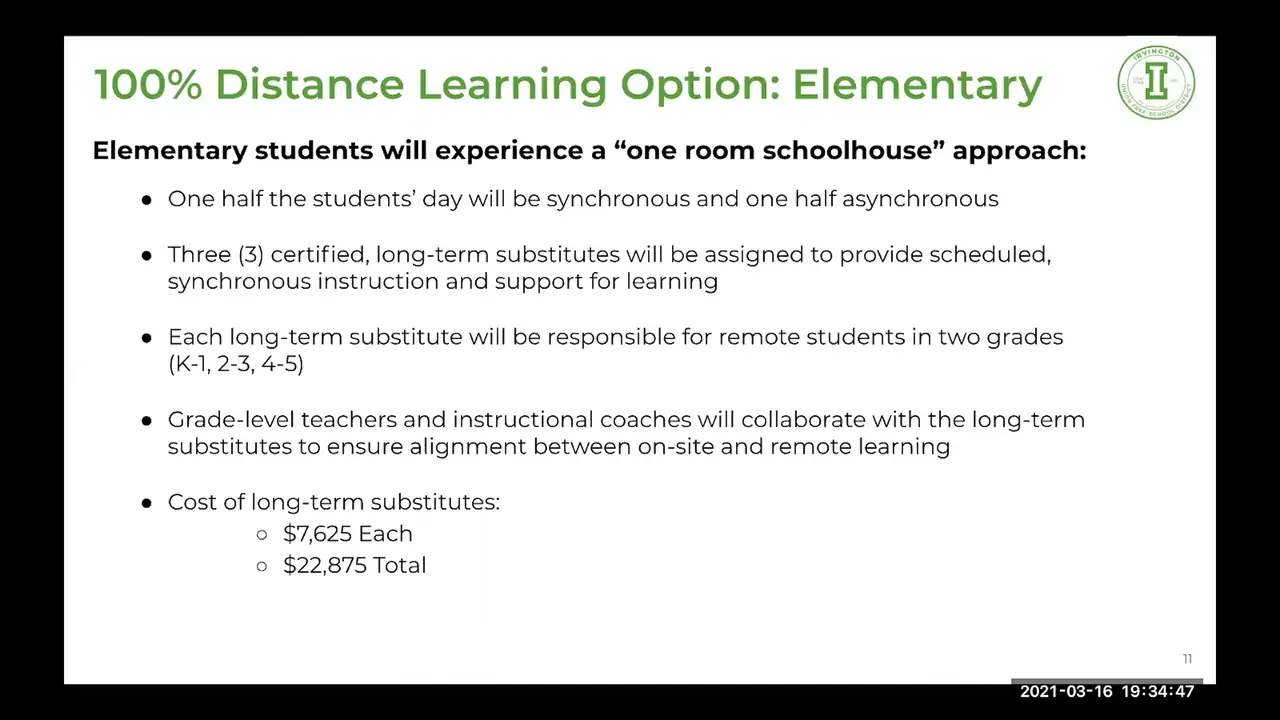 100% Distance Learning Option: Elementary
IRVINGTON
UNION FREE SCHOOL DISTRICT
I
Elementary students will experience a “one room schoolhouse” approach:
● One half the students’ day will be synchronous and one half asynchronous
● Three (3) certified, long-term substitutes will be assigned to provide scheduled,
synchronous instruction and support for learning
● Each long-term substitute will be responsible for remote students in two grades
(K-1, 2-3, 4-5)
● Grade-level teachers and instructional coaches will collaborate with the long-term
substitutes to ensure alignment between on-site and remote learning
● Cost of long-term substitutes:
○ $7,625 Each
○ $22,875 Total
11
2021-03-16 19:34:47